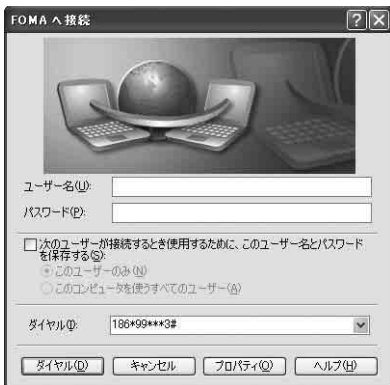 FOMA へ接続
ユーザー名(U):
パスワード(P):
次のユーザーが接続するとき使用するために、このユーザー名とパスワード
を保存する(S):
このユーザーのみ(N)
このコンピュータを使うすべてのユーザー(A)
ダイヤル(I): 186*99***3#
ダイヤル(D) キャンセル プロパティ(O) ヘルプ(H)